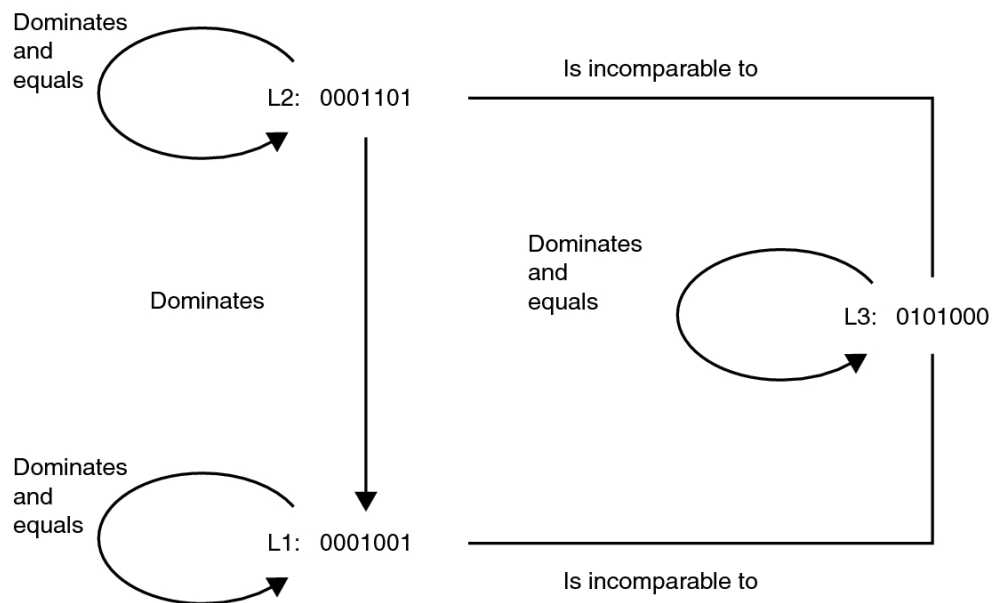 Dominates
and
equals
Is incomparable to
L2: 0001101
Dominates
and
equals
Dominates
L3: 0101000
Dominates
and
equals
L1: 0001001
Is incomparable to